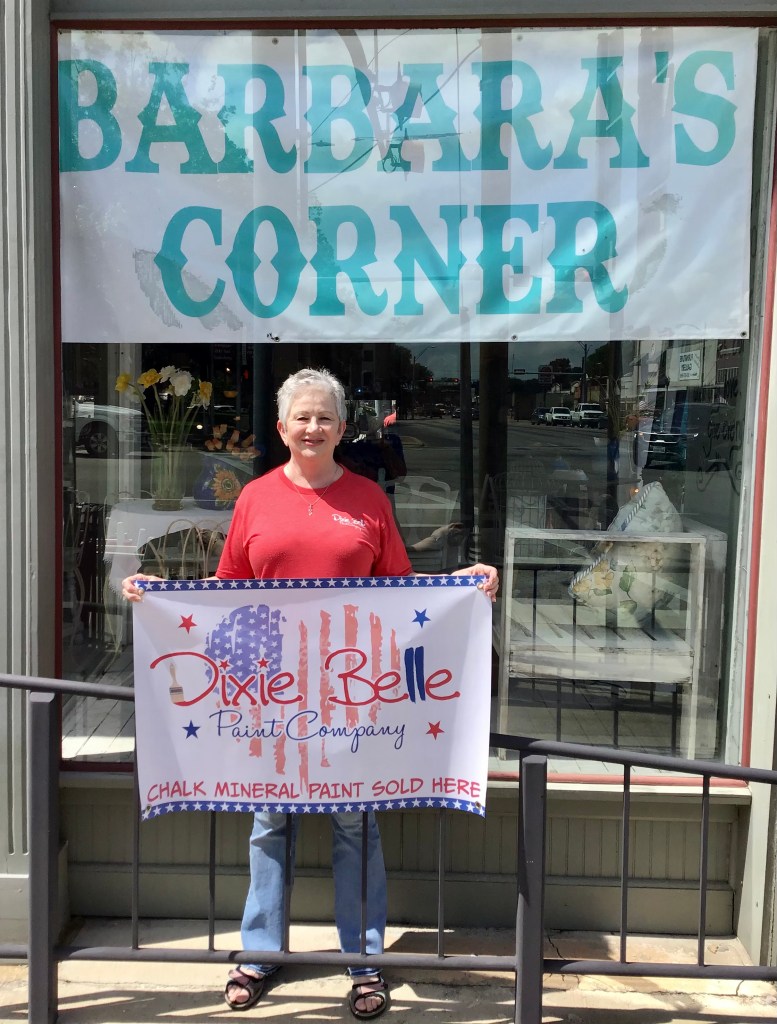 BARBARA'S
CORNER
Dixie Belle
Paint Company
CHALK MINERAL PAINT SOLD HERE